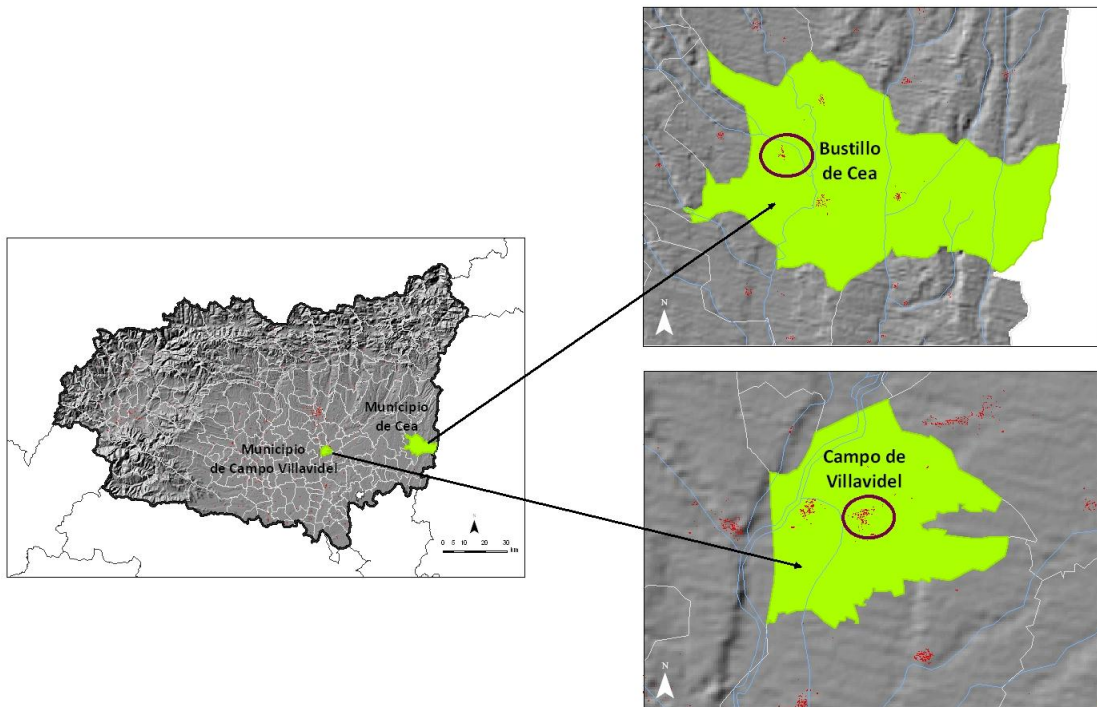 Municipio
de Cea
Municipio
de Campo Villavidel
N
0 5 10 20 30
km
Bustillo
de Cea
N
Campo de
Villavidel
N